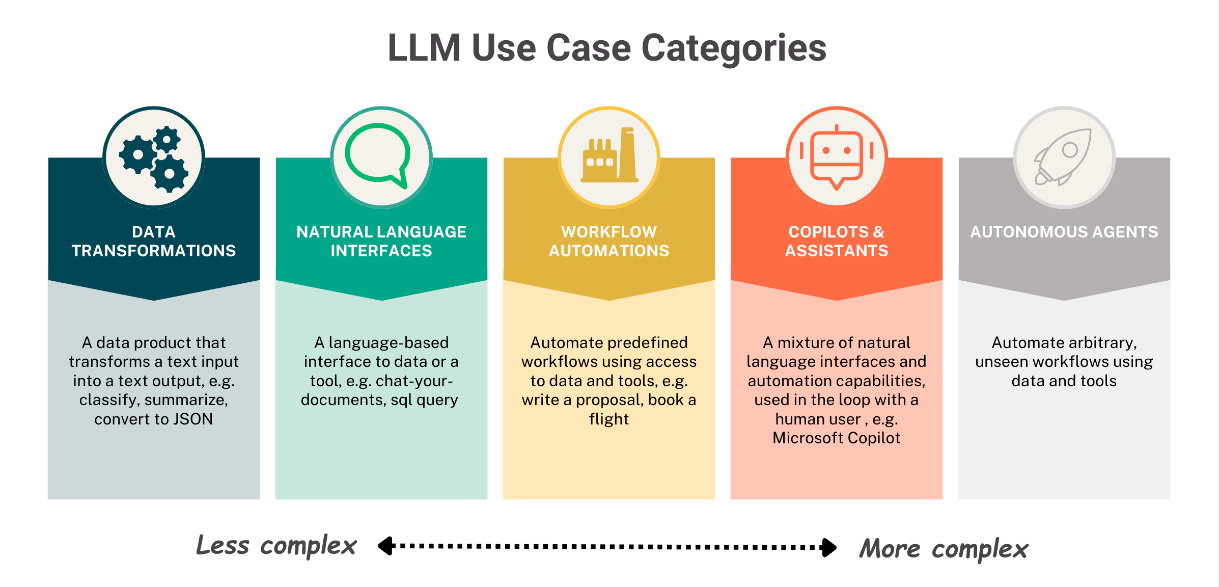 LLM Use Case Categories
DATA
TRANSFORMATIONS
A data product that
transforms a text input
into a text output, e.g.
classify, summarize,
convert to JSON
NATURAL LANGUAGE
INTERFACES
A language-based
interface to data or a
tool, e.g. chat-your-
documents, sql query
WORKFLOW
AUTOMATIONS
Automate predefined
workflows using access
to data and tools, e.g.
write a proposal, book a
flight
COPILOTS &
ASSISTANTS
A mixture of natural
language interfaces and
automation capabilities,
used in the loop with a
human user , e.g.
Microsoft Copilot
AUTONOMOUS AGENTS
Automate arbitrary,
unseen workflows using
data and tools
Less complex
More complex